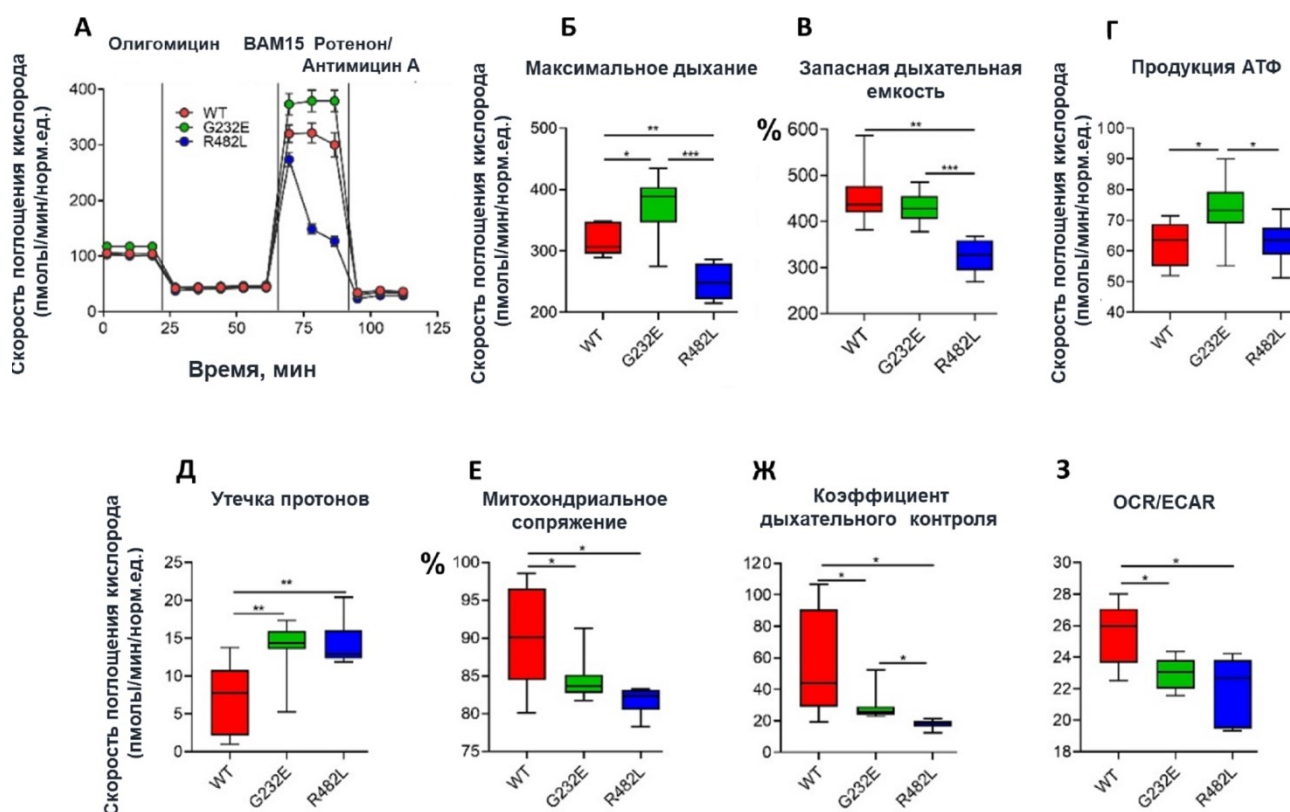 А
Олигомицин
BAM15 Ротенон/
Антимицин А
Скорость поглощения кислорода
(пмоль/мин/норм.ед.)
400
300
200
100
0
WT
G232E
R482L
0 25 50 75 100 125
Время, мин
Б
Максимальное дыхание
Скорость поглощения кислорода
(пмольl/мин/норм.ед.)
500
400
300
200
**
* ***
WT G232E R482L
В
Запасная дыхательная
емкость
%
600
500
400
300
200
**
***
WT G232E R482L
Г
Продукция АТФ
Скорость поглощения кислорода
(пмольl/мин/норм.ед.)
100
90
80
70
60
50
40
* *
WT G232E R482L
Д
Утечка протонов
Скорость поглощения кислорода
(пмольl/мин/норм.ед.)
25
20
15
10
5
0
**
**
WT G232E R482L
Е
Митохондриальное
сопряжение
%
100
95
90
85
80
75
*
*
WT G232E R482L
Ж
Коэффициент
дыхательного контроля
120
100
80
60
40
20
0
*
*
*
WT G232E R482L
З
OCR/ECAR
28
26
24
22
20
18
*
*
WT G232E R482L